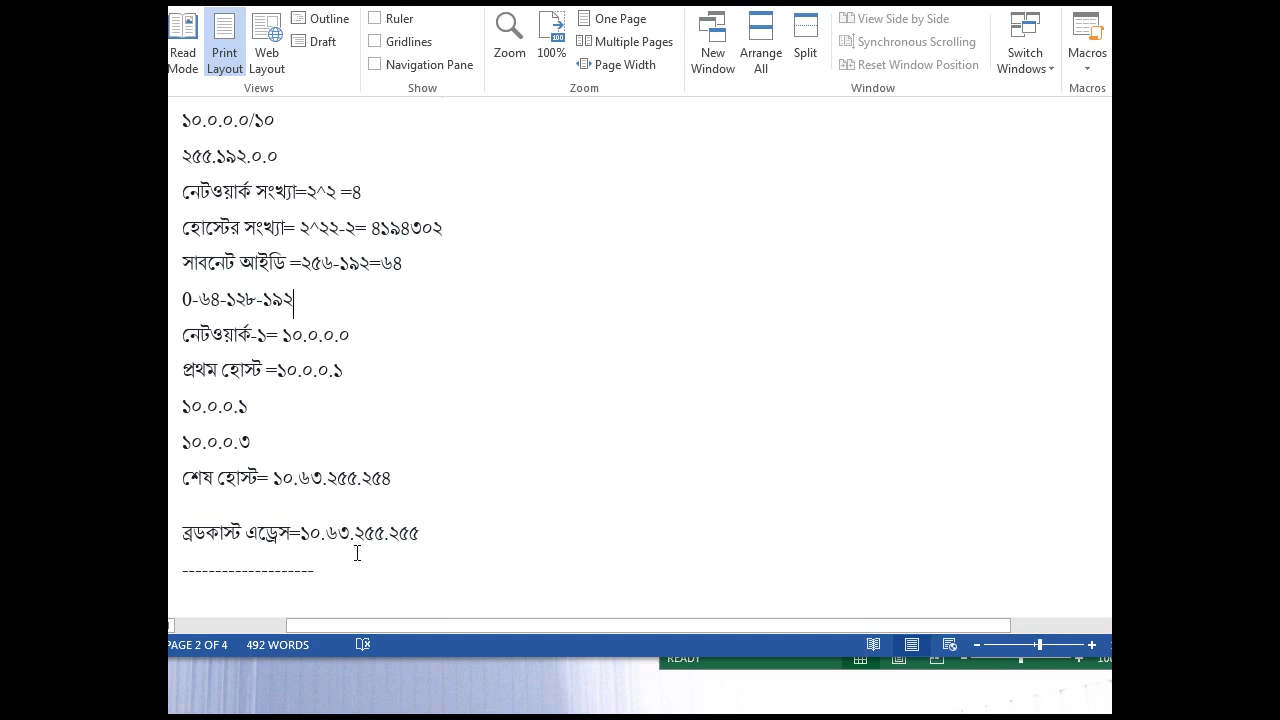 Read Mode
Print Layout
Web Layout
Outline
Draft
Views
Ruler
Gridlines
Navigation Pane
Show
Zoom
100%
One Page
Multiple Pages
Page Width
Zoom
New Window
Arrange All
Split
View Side by Side
Synchronous Scrolling
Reset Window Position
Window
Switch Windows
Macros
Macros
১০.০.০.০/১০
২৫৫.১৯২.০.০
নেটওয়ার্ক সংখ্যা=২^২ =৪
হোস্টের সংখ্যা= ২^২২-২= ৪১৯৪৩০২
সাবনেট আইডি =২৫৬-১৯২=৬৪
0-৬৪-১২৮-১৯২
নেটওয়ার্ক-১= ১০.০.০.০
প্রথম হোস্ট =১০.০.০.১
১০.০.০.১
১০.০.০.৩
শেষ হোস্ট= ১০.৬৩.২৫৫.২৫৪
ব্রডকাস্ট এড্রেস=১০.৬৩.২৫৫.২৫৫
--------------------
PAGE 2 OF 4 492 WORDS
READY